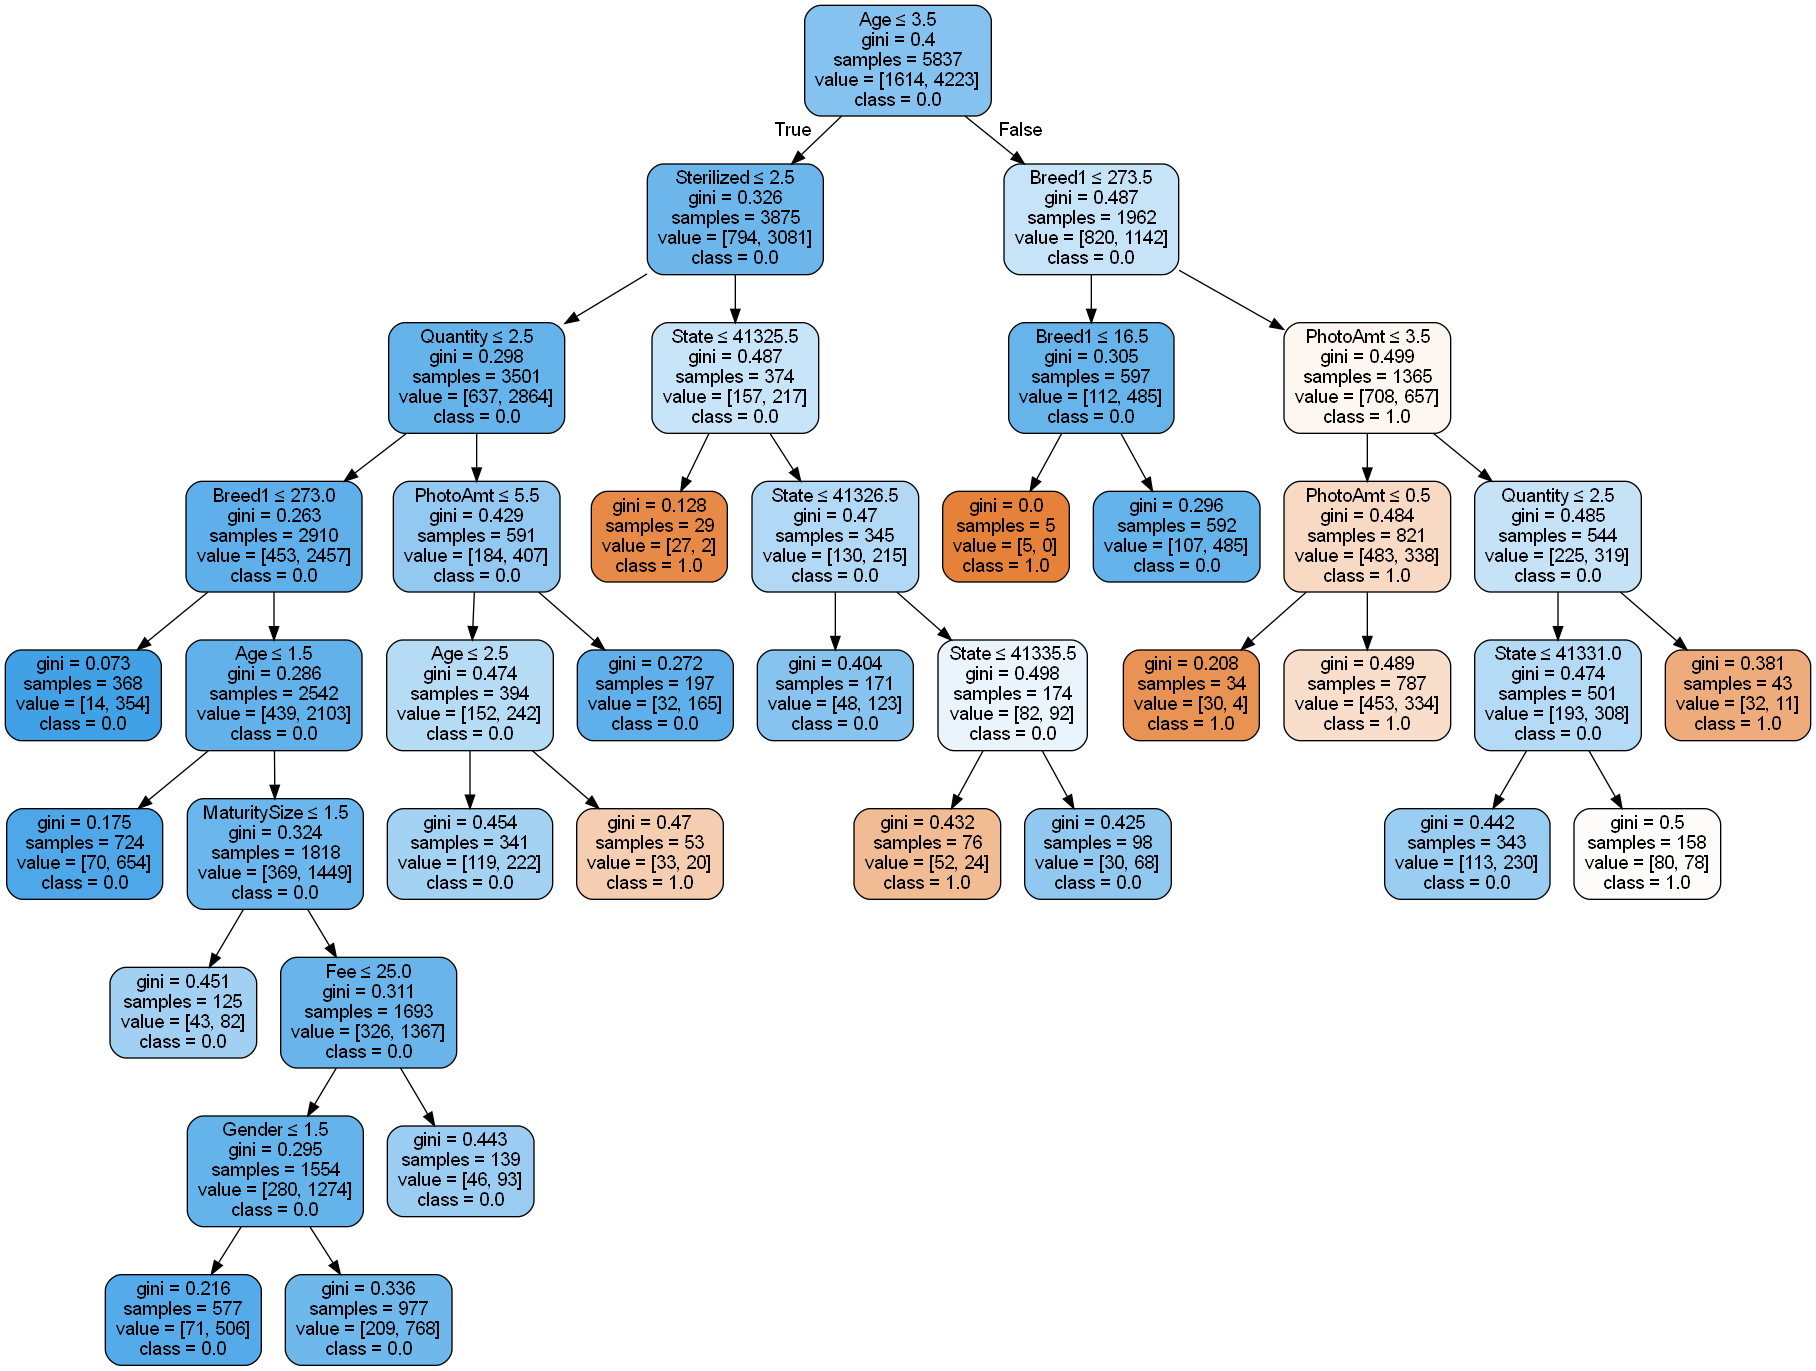 Age ≤ 3.5
gini = 0.4
samples = 5837
value = [1614, 4223]
class = 0.0
True
False
Sterilized ≤ 2.5
gini = 0.326
samples = 3875
value = [794, 3081]
class = 0.0
Breed1 ≤ 273.5
gini = 0.487
samples = 1962
value = [820, 1142]
class = 0.0
Quantity ≤ 2.5
gini = 0.298
samples = 3501
value = [637, 2864]
class = 0.0
State ≤ 41325.5
gini = 0.487
samples = 374
value = [157, 217]
class = 0.0
Breed1 ≤ 16.5
gini = 0.305
samples = 597
value = [112, 485]
class = 0.0
PhotoAmt ≤ 3.5
gini = 0.499
samples = 1365
value = [708, 657]
class = 1.0
Breed1 ≤ 273.0
gini = 0.263
samples = 2910
value = [453, 2457]
class = 0.0
PhotoAmt ≤ 5.5
gini = 0.429
samples = 591
value = [184, 407]
class = 0.0
gini = 0.128
samples = 29
value = [27, 2]
class = 1.0
State ≤ 41326.5
gini = 0.47
samples = 345
value = [130, 215]
class = 0.0
gini = 0.0
samples = 5
value = [5, 0]
class = 1.0
gini = 0.296
samples = 592
value = [107, 485]
class = 0.0
PhotoAmt ≤ 0.5
gini = 0.484
samples = 821
value = [483, 338]
class = 1.0
Quantity ≤ 2.5
gini = 0.485
samples = 544
value = [225, 319]
class = 0.0
gini = 0.073
samples = 368
value = [14, 354]
class = 0.0
Age ≤ 1.5
gini = 0.286
samples = 2542
value = [439, 2103]
class = 0.0
Age ≤ 2.5
gini = 0.474
samples = 394
value = [152, 242]
class = 0.0
gini = 0.272
samples = 197
value = [32, 165]
class = 0.0
gini = 0.404
samples = 171
value = [48, 123]
class = 0.0
State ≤ 41335.5
gini = 0.498
samples = 174
value = [82, 92]
class = 0.0
gini = 0.208
samples = 34
value = [30, 4]
class = 1.0
gini = 0.489
samples = 787
value = [453, 334]
class = 1.0
State ≤ 41331.0
gini = 0.474
samples = 501
value = [193, 308]
class = 0.0
gini = 0.381
samples = 43
value = [32, 11]
class = 1.0
gini = 0.175
samples = 724
value = [70, 654]
class = 0.0
MaturitySize ≤ 1.5
gini = 0.324
samples = 1818
value = [369, 1449]
class = 0.0
gini = 0.454
samples = 341
value = [119, 222]
class = 0.0
gini = 0.47
samples = 53
value = [33, 20]
class = 1.0
gini = 0.432
samples = 76
value = [52, 24]
class = 1.0
gini = 0.425
samples = 98
value = [30, 68]
class = 0.0
gini = 0.442
samples = 343
value = [113, 230]
class = 0.0
gini = 0.5
samples = 158
value = [80, 78]
class = 1.0
gini = 0.451
samples = 125
value = [43, 82]
class = 0.0
Fee ≤ 25.0
gini = 0.311
samples = 1693
value = [326, 1367]
class = 0.0
Gender ≤ 1.5
gini = 0.295
samples = 1554
value = [280, 1274]
class = 0.0
gini = 0.443
samples = 139
value = [46, 93]
class = 0.0
gini = 0.216
samples = 577
value = [71, 506]
class = 0.0
gini = 0.336
samples = 977
value = [209, 768]
class = 0.0